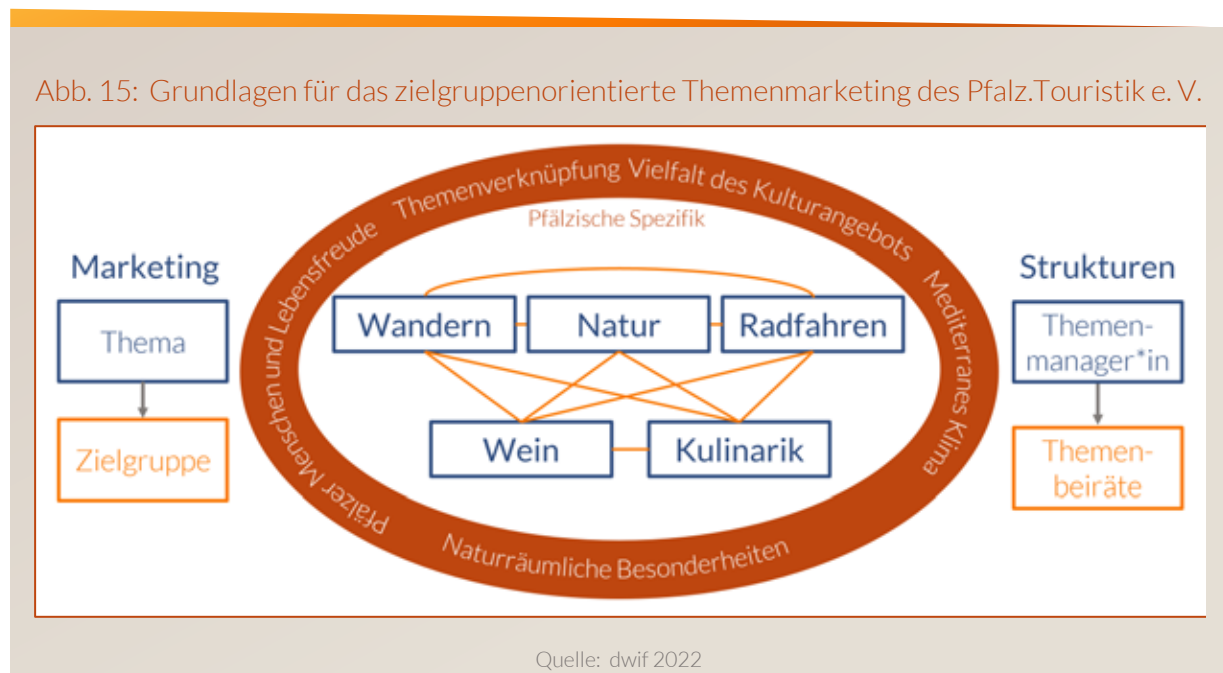 Abb. 15: Grundlagen für das zielgruppenorientierte Themenmarketing des Pfalz.Touristik e. V.
Themenverknüpfung
Vielfalt des Kulturangebots
Mediterranes Klima
Naturräumliche Besonderheiten
Pfälzer Menschen und Lebensfreude
Pfälzische Spezifik
Marketing
Thema
Zielgruppe
Wandern
Natur
Radfahren
Wein
Kulinarik
Strukturen
Themen-
manager*in
Themen-
beiräte
Quelle: dwif 2022